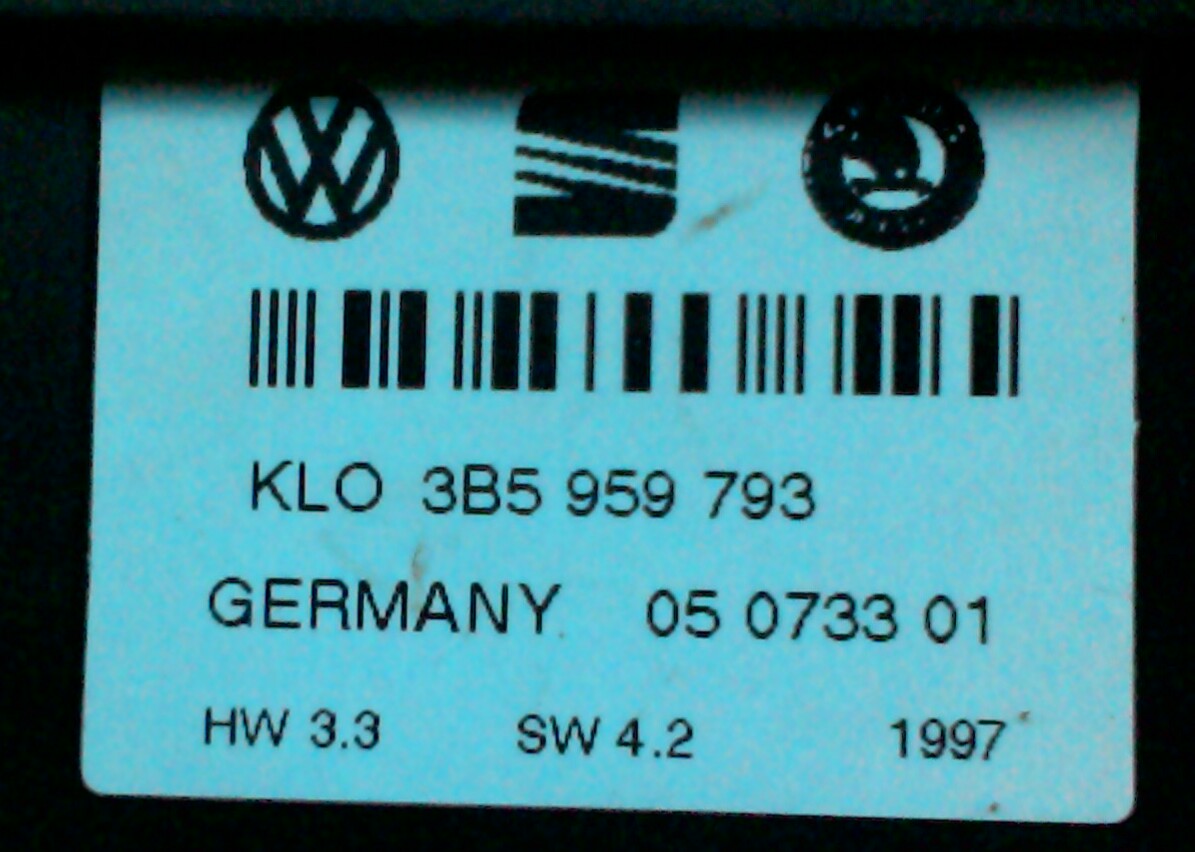 KLO 3B5 959 793
GERMANY 05 0733 01
HW 3.3 SW 4.2 1997